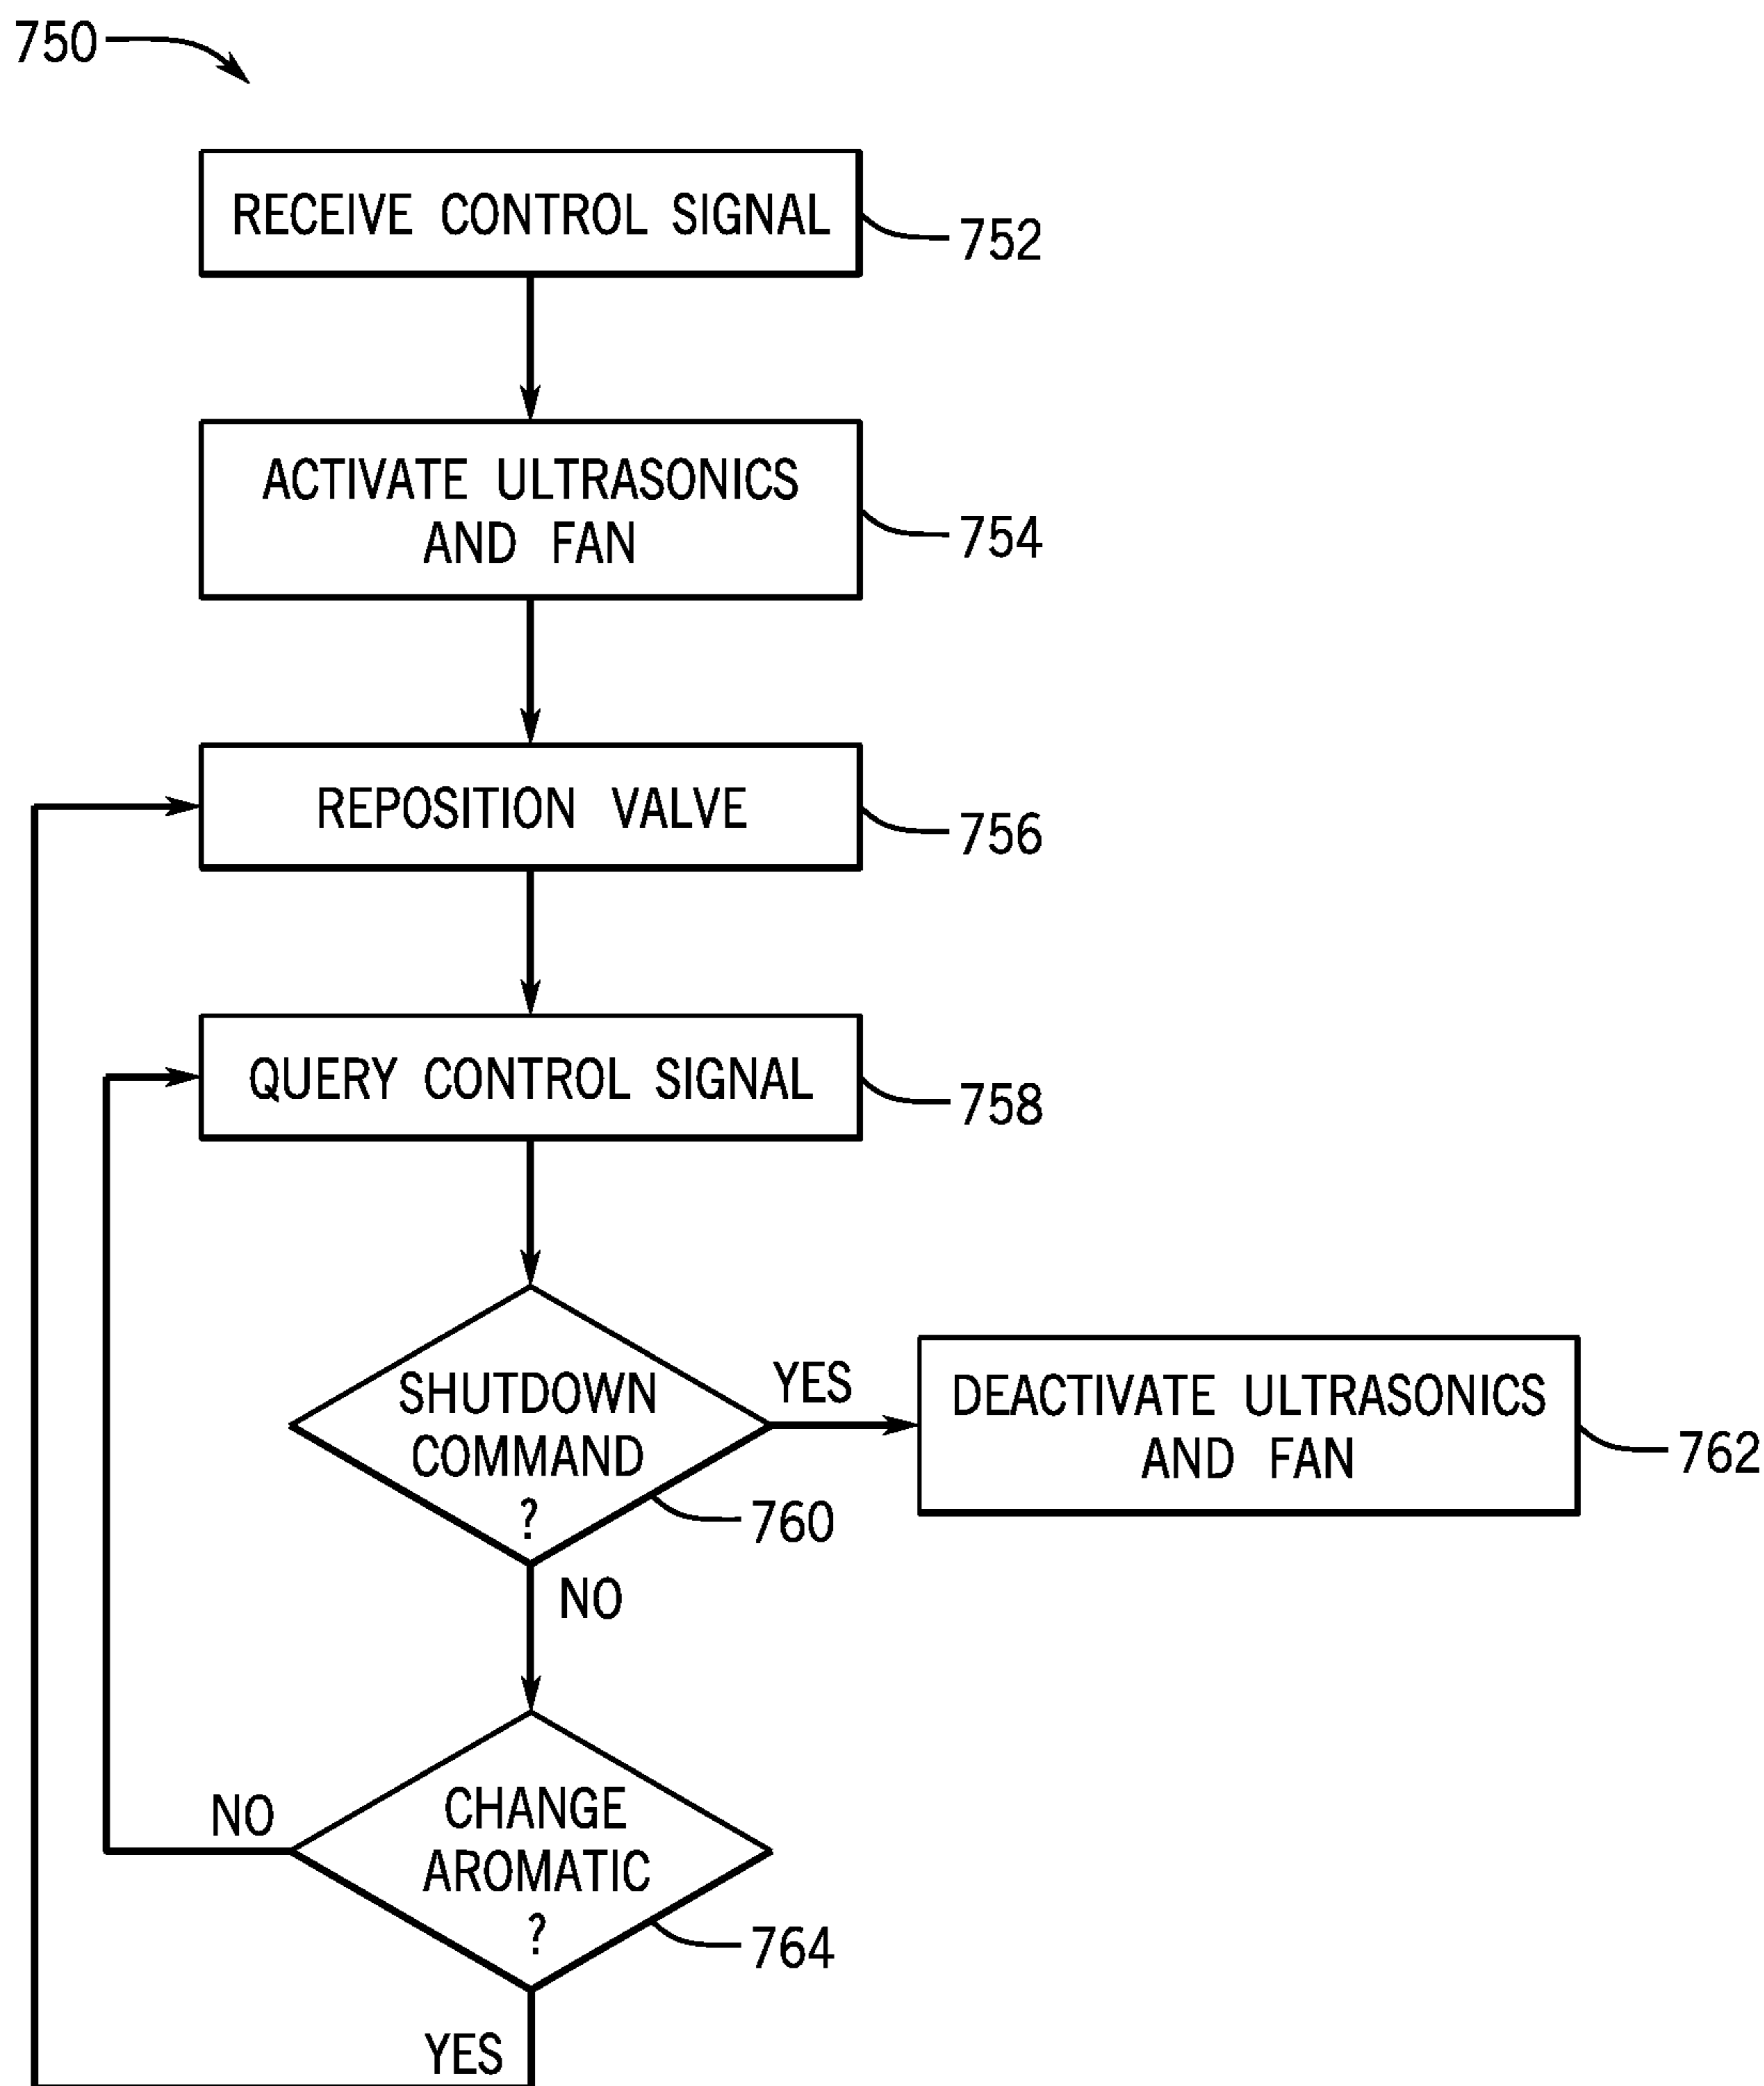 750
RECEIVE CONTROL SIGNAL
752
ACTIVATE ULTRASONICS
AND FAN
754
REPOSITION VALVE
756
QUERY CONTROL SIGNAL
758
SHUTDOWN
COMMAND
?
760
YES
DEACTIVATE ULTRASONICS
AND FAN
762
NO
CHANGE
AROMATIC
?
764
NO
YES